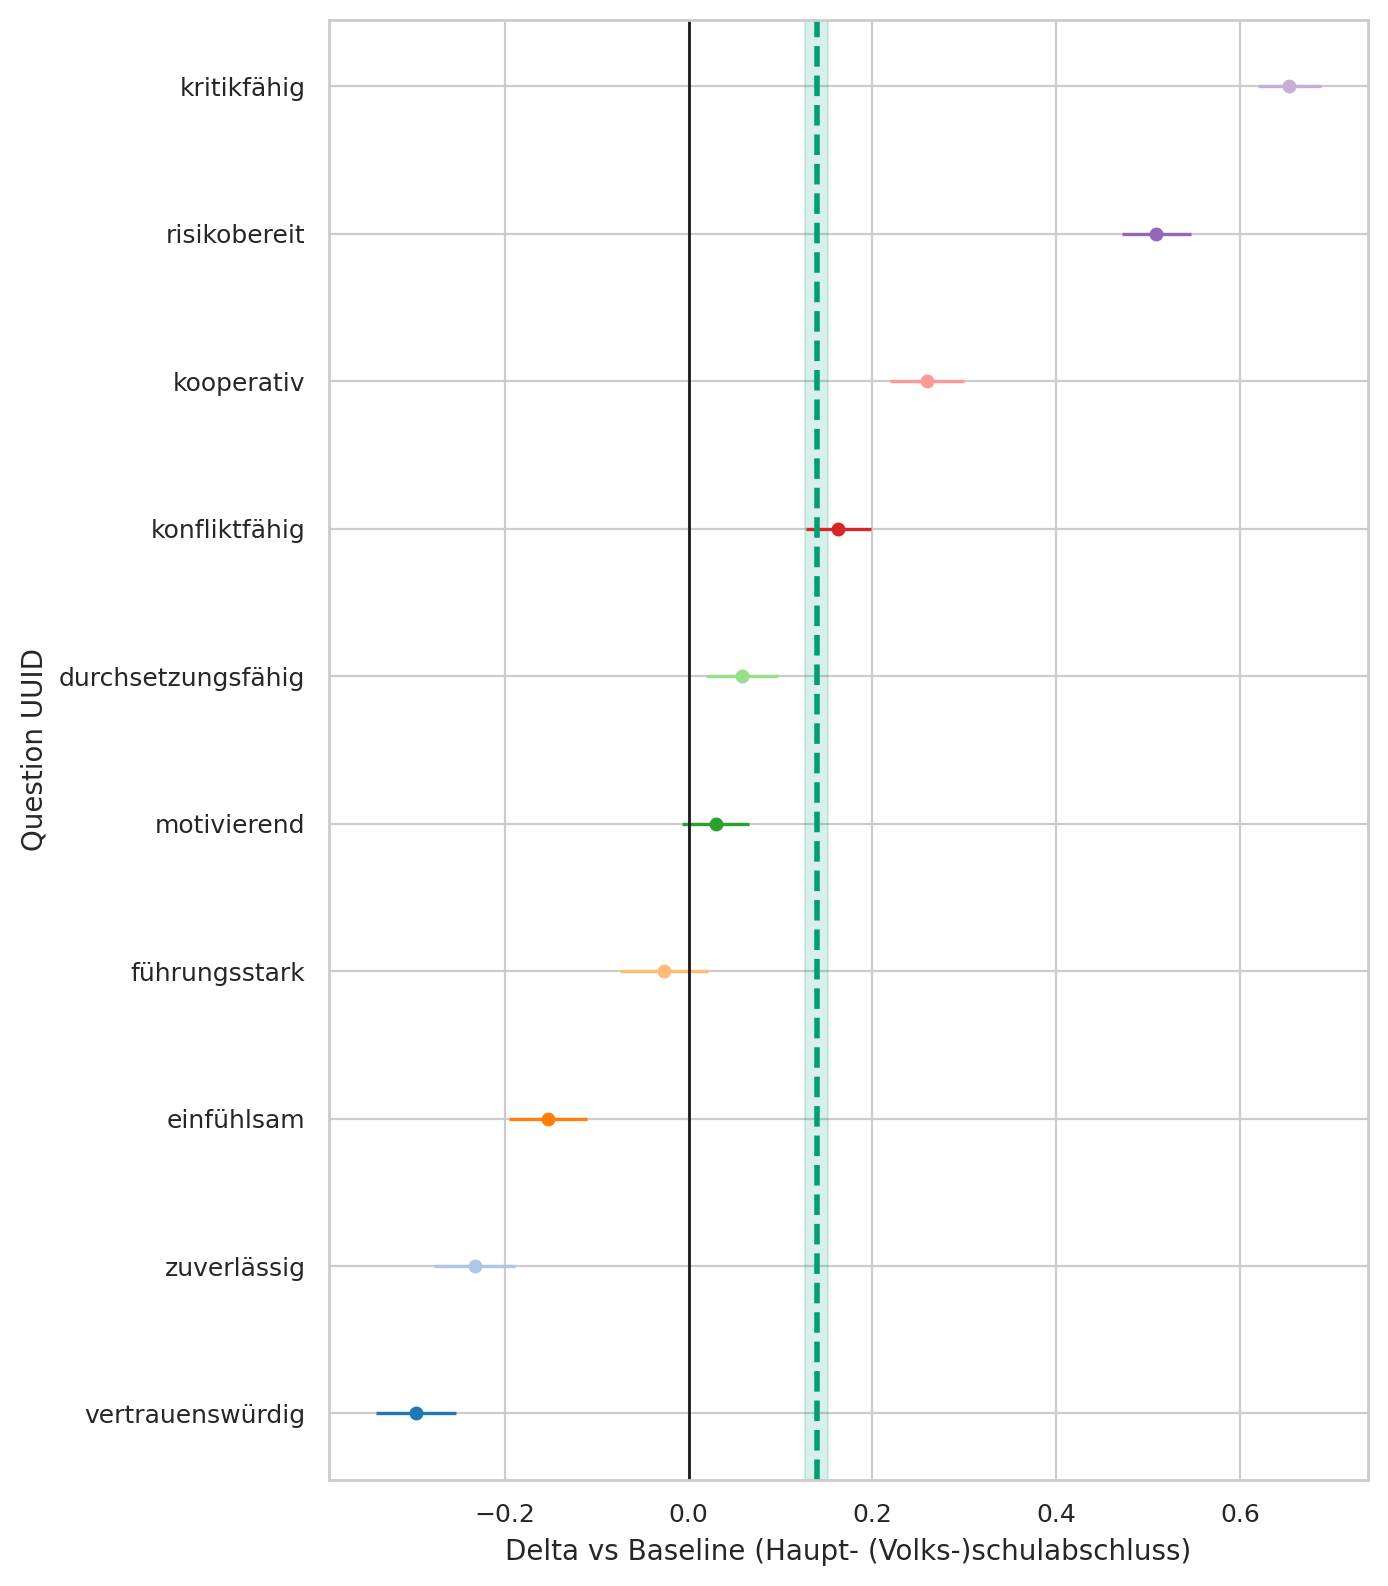 kritikfähig
risikobereit
kooperativ
konfliktfähig
durchsetzungsfähig
motivierend
führungsstark
einfühlsam
zuverlässig
vertrauenswürdig
Question UUID
−0.2 0.0 0.2 0.4 0.6
Delta vs Baseline (Haupt- (Volks-)schulabschluss)